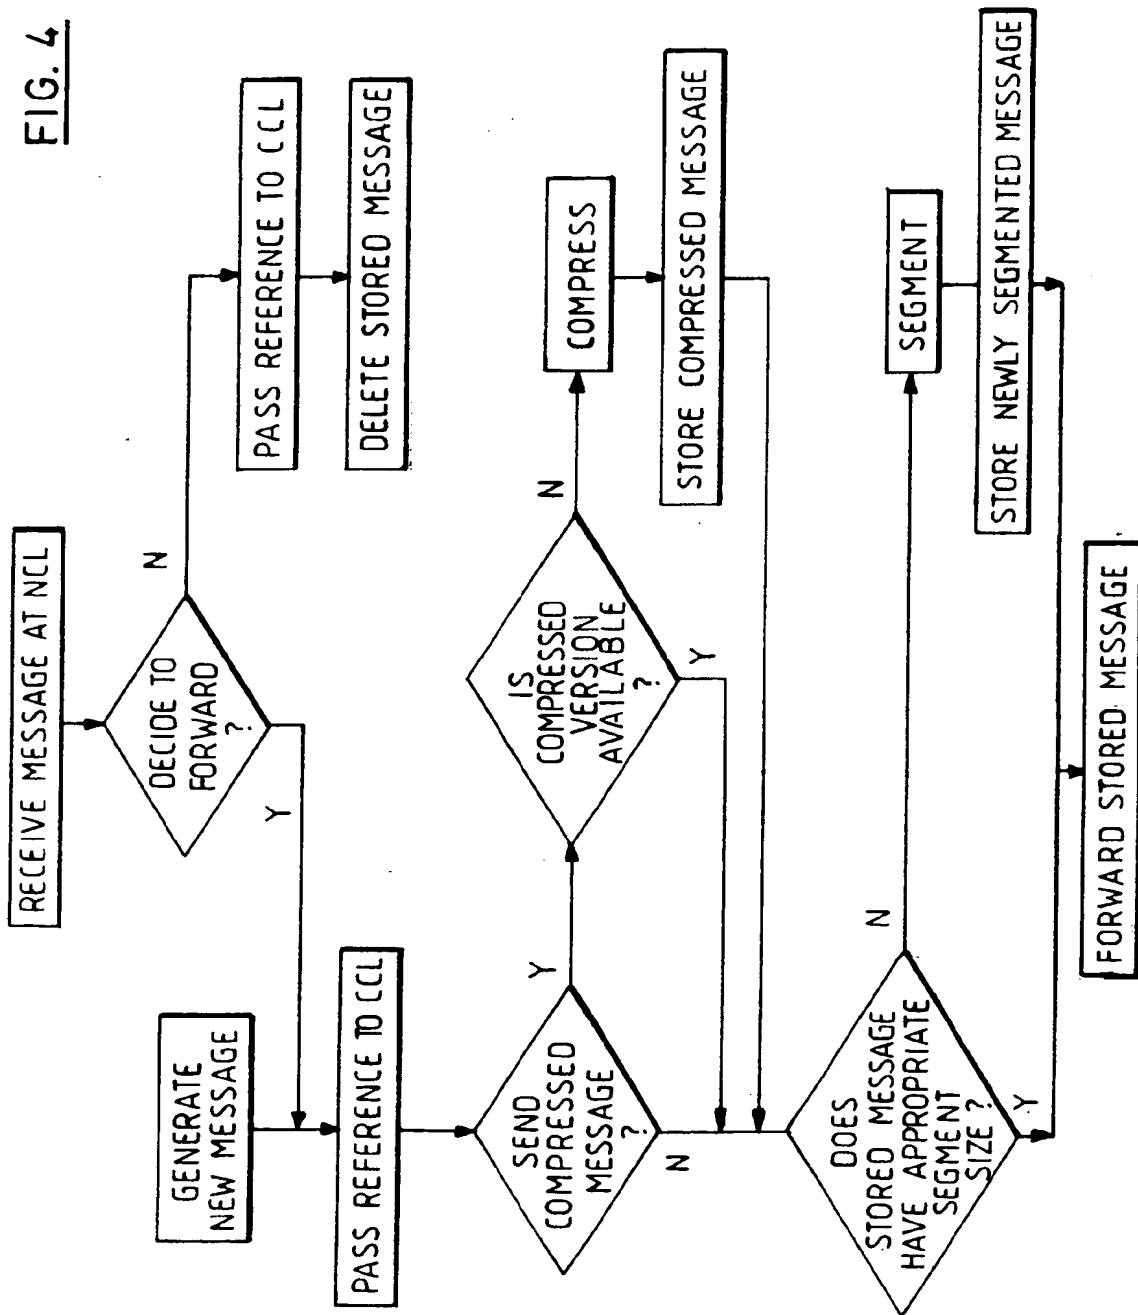 FIG. 4
RECEIVE MESSAGE AT NCL
DECIDE TO
FORWARD
?
N
Y
PASS REFERENCE TO CCL
DELETE STORED MESSAGE
GENERATE
NEW MESSAGE
PASS REFERENCE TO CCL
SEND
COMPRESSED
MESSAGE
?
Y
N
IS
COMPRESSED
VERSION
AVAILABLE
?
N
Y
COMPRESS
STORE COMPRESSED MESSAGE
DOES
STORED MESSAGE
HAVE APPROPRIATE
SEGMENT
SIZE ?
N
Y
SEGMENT
STORE NEWLY SEGMENTED MESSAGE
FORWARD STORED MESSAGE